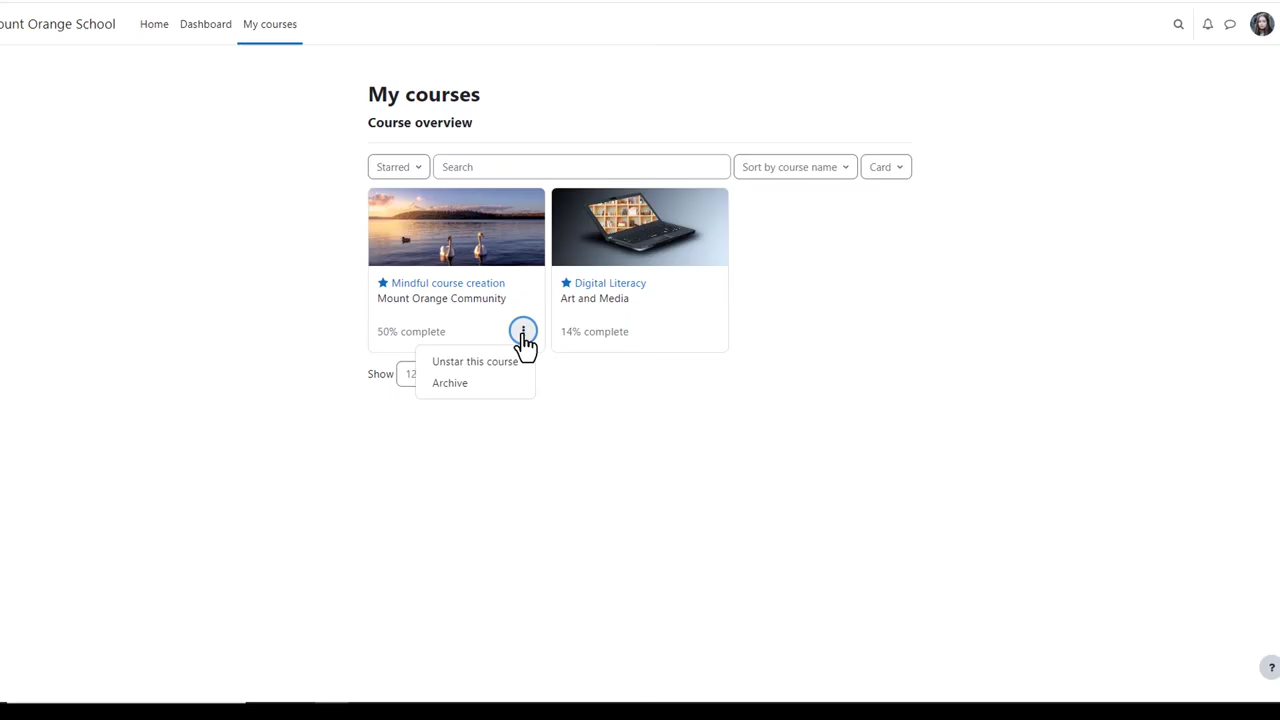 ount Orange School Home Dashboard My courses
My courses
Course overview
Starred Search Sort by course name Card
Mindful course creation
Mount Orange Community
50% complete
Digital Literacy
Art and Media
14% complete
Unstar this course
Archive
Show 12
?